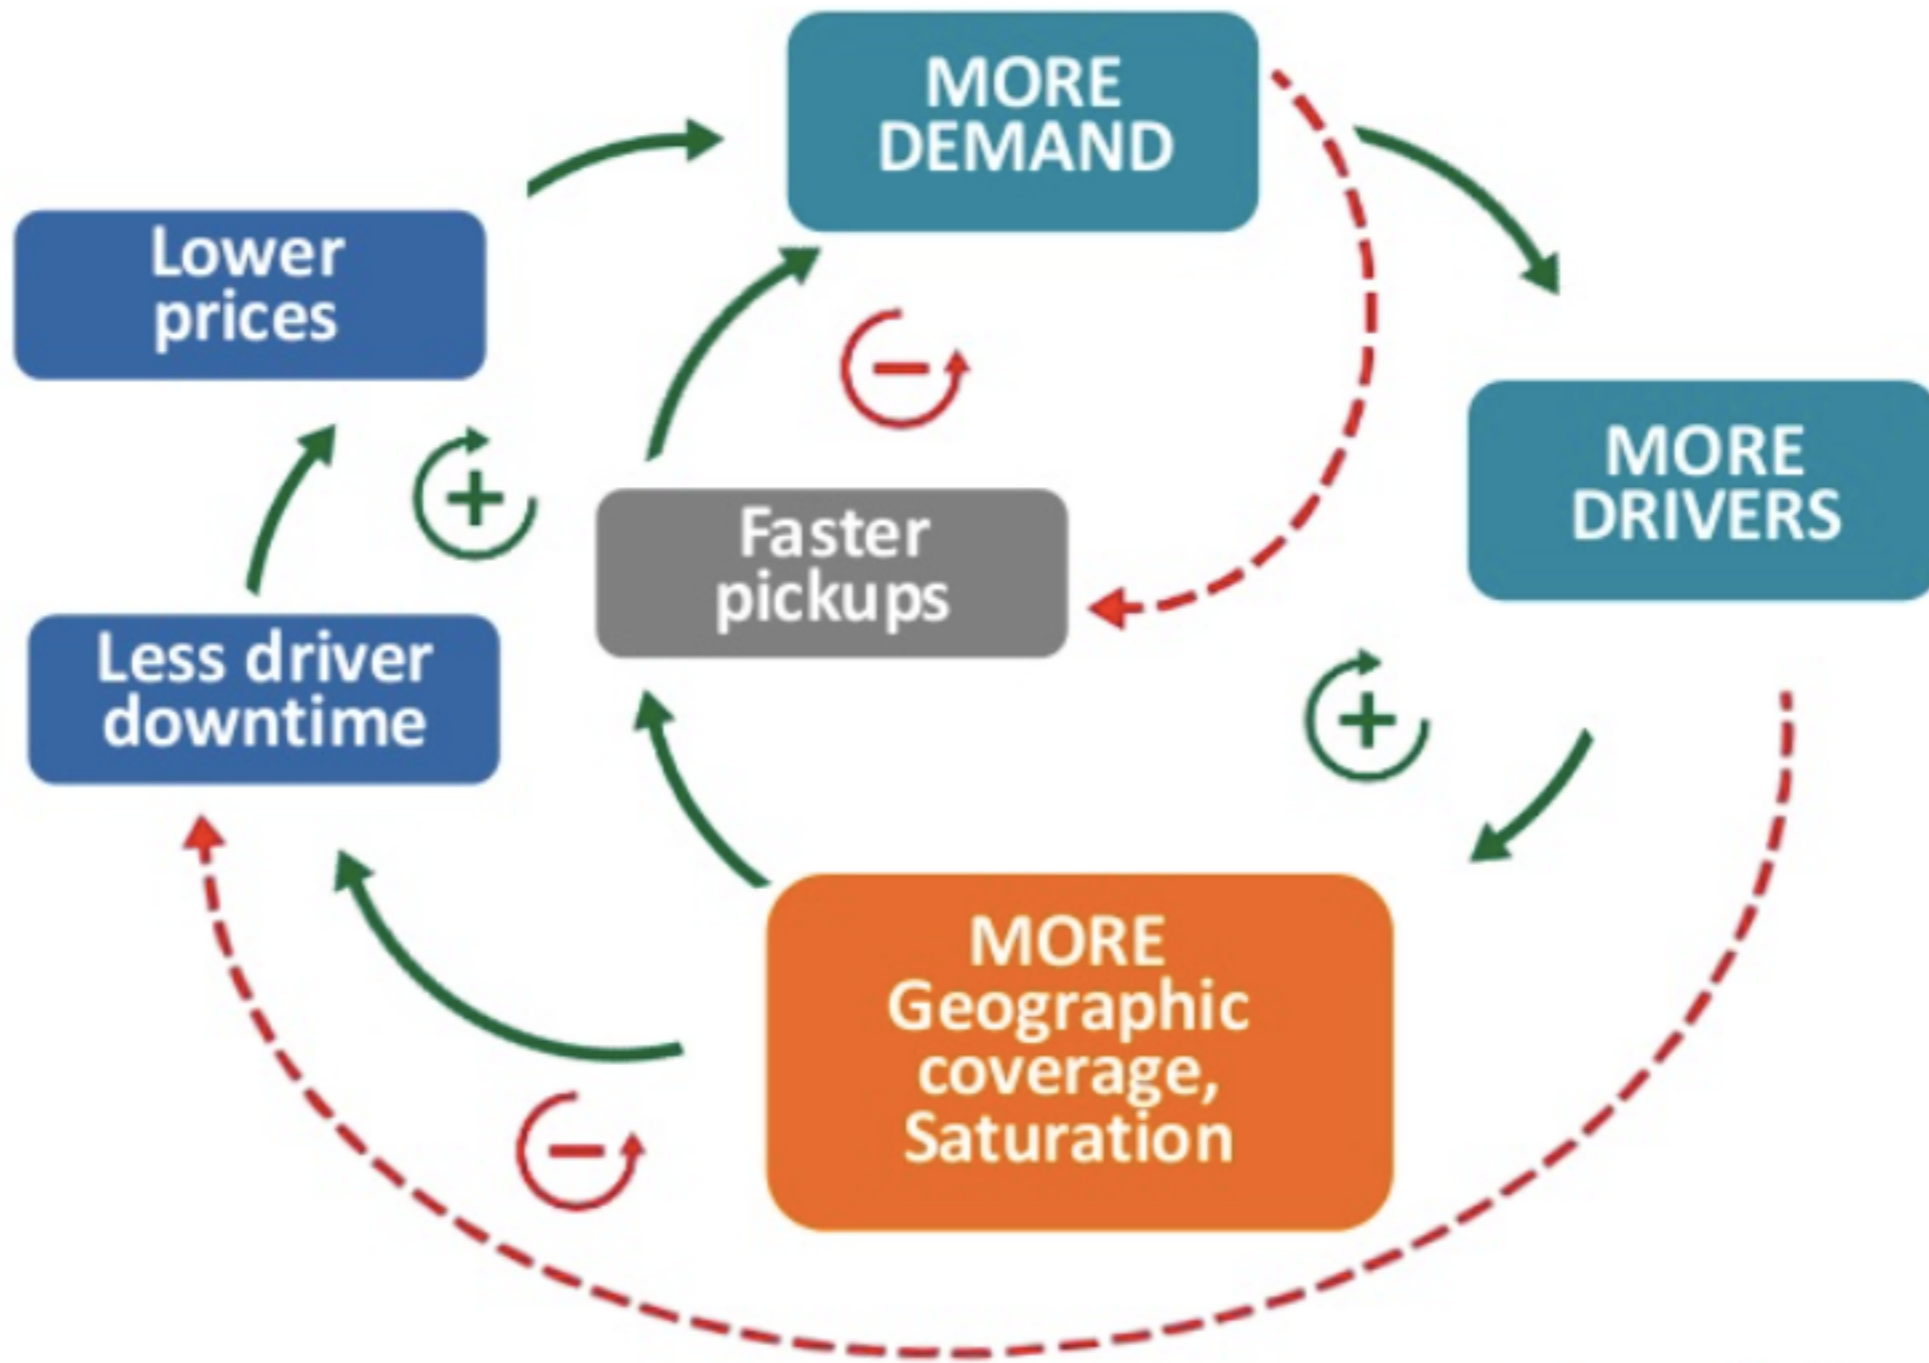 MORE
DEMAND
Lower
prices
MORE
DRIVERS
Faster
pickups
Less driver
downtime
MORE
Geographic
coverage,
Saturation